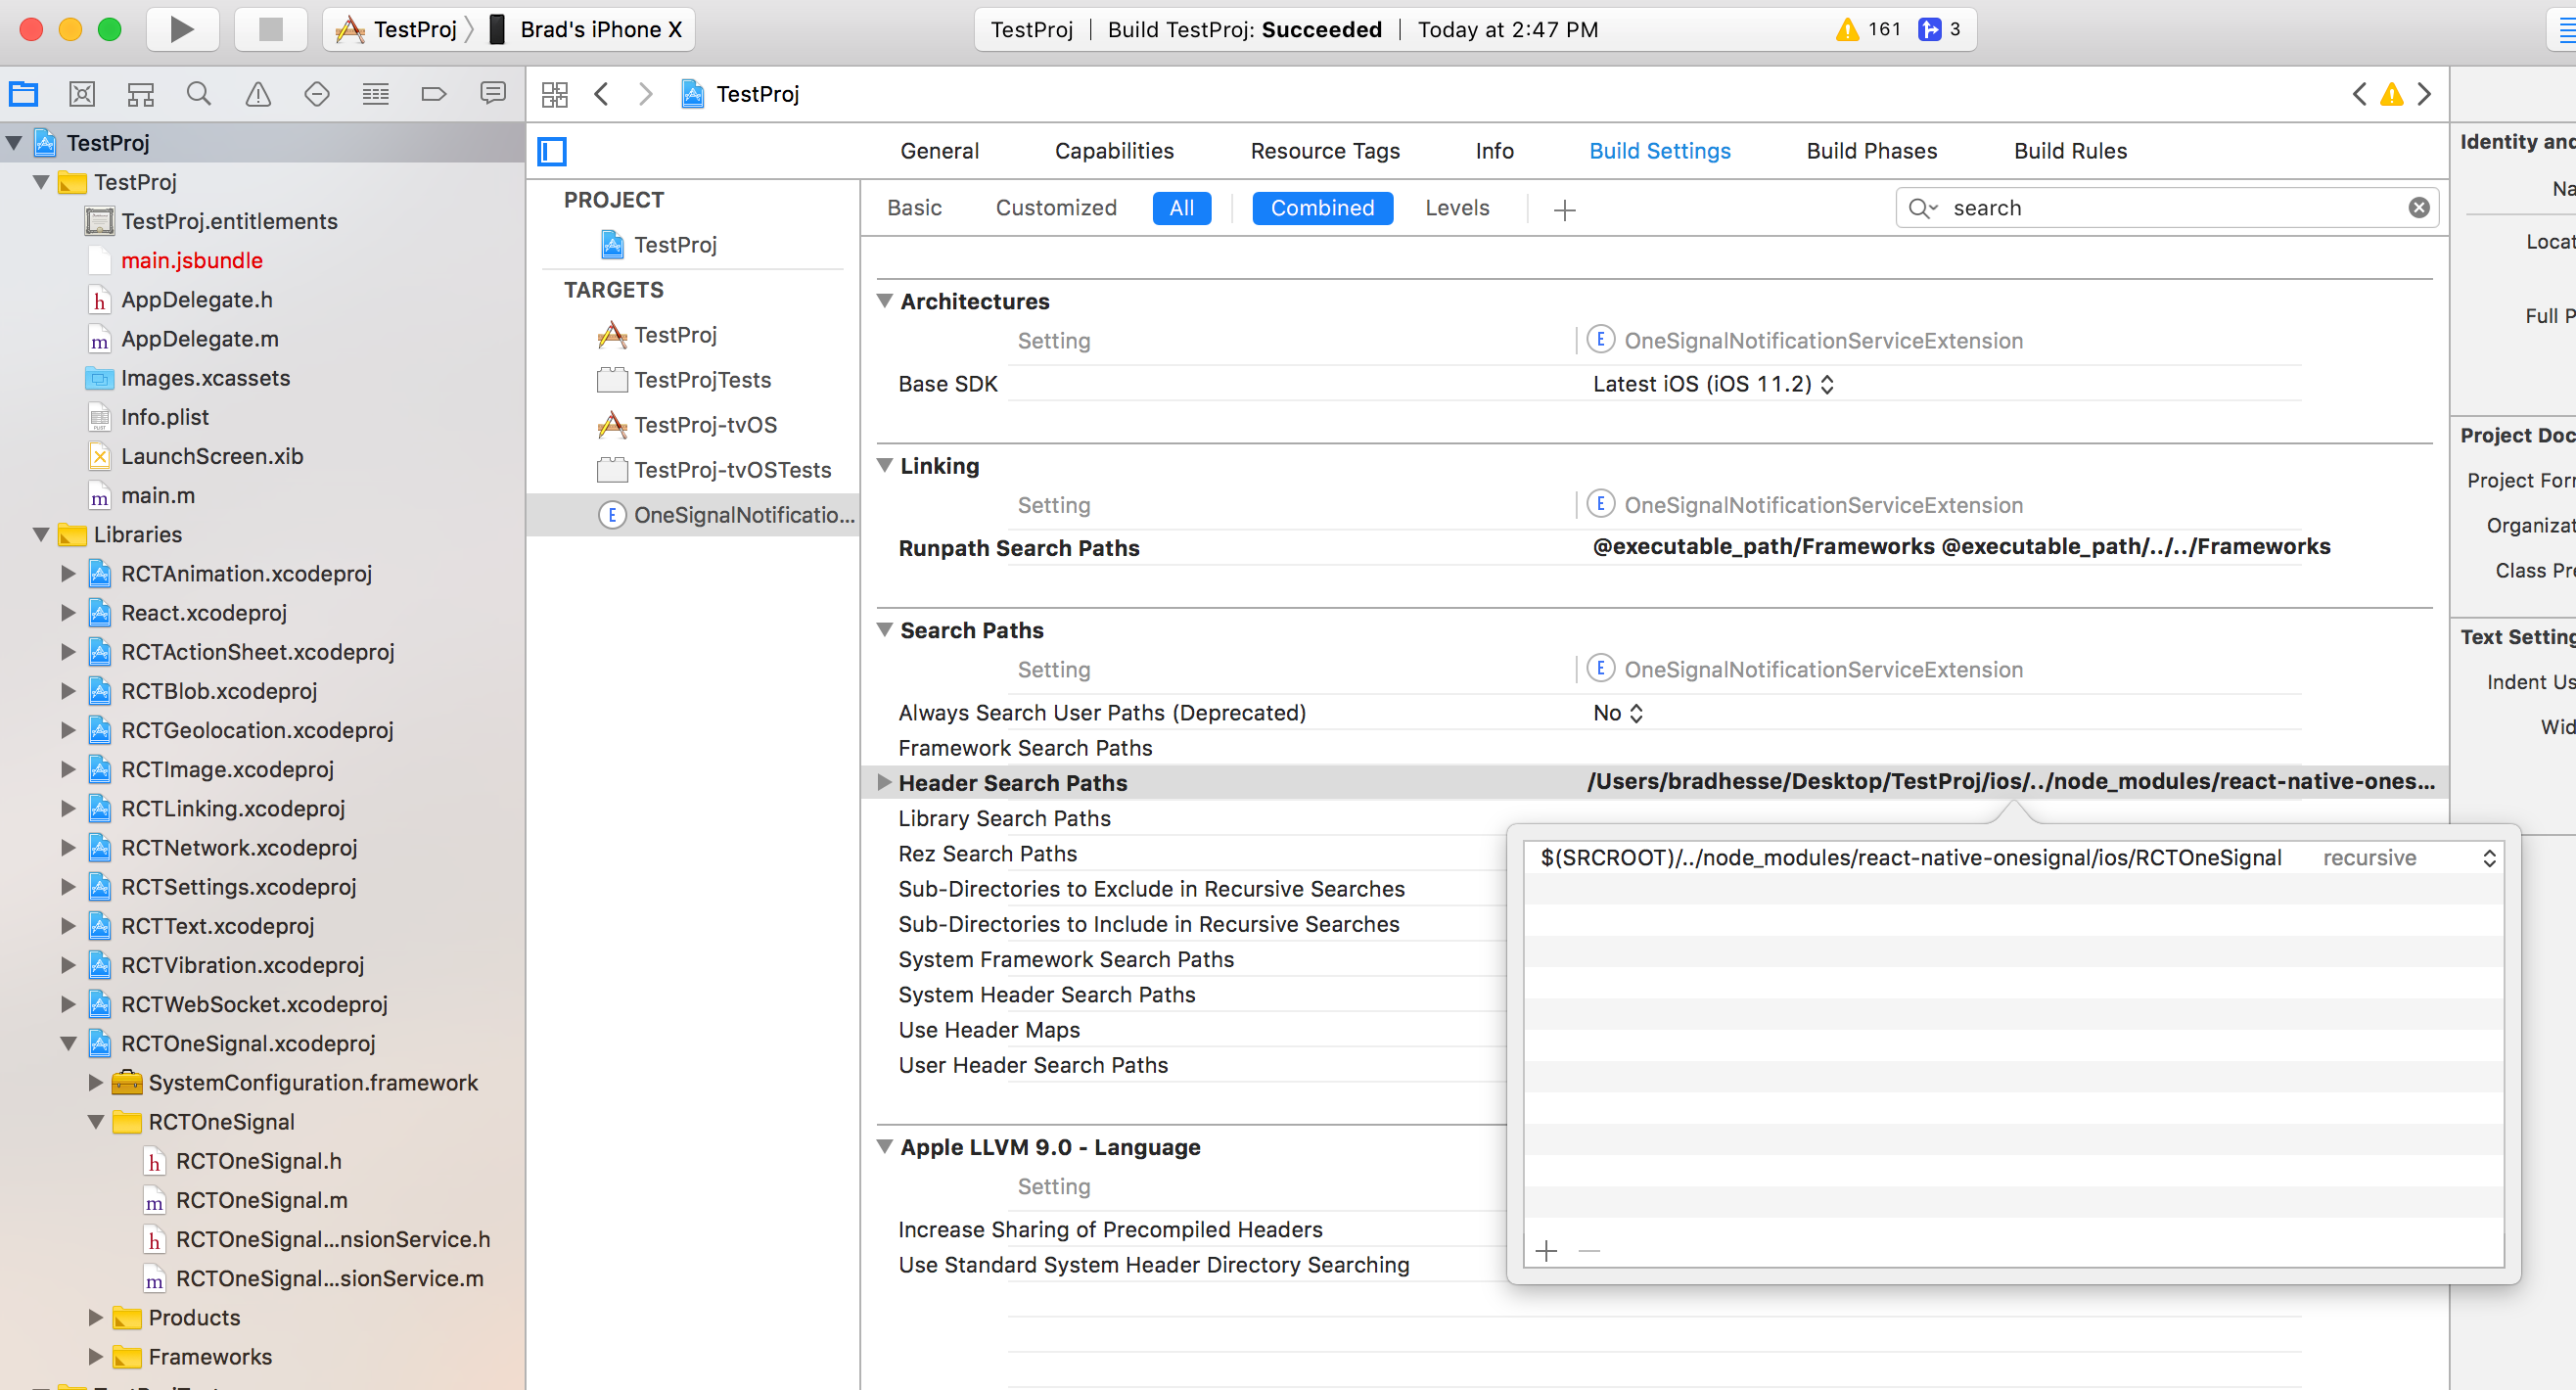 TestProj
Brad's iPhone X
TestProj | Build TestProj: Succeeded | Today at 2:47 PM
161
3
TestProj
TestProj
TestProj
TestProj.entitlements
main.jsbundle
AppDelegate.h
AppDelegate.m
Images.xcassets
Info.plist
LaunchScreen.xib
main.m
Libraries
RCTAnimation.xcodeproj
React.xcodeproj
RCTActionSheet.xcodeproj
RCTBlob.xcodeproj
RCTGeolocation.xcodeproj
RCTImage.xcodeproj
RCTLinking.xcodeproj
RCTNetwork.xcodeproj
RCTSettings.xcodeproj
RCTText.xcodeproj
RCTVibration.xcodeproj
RCTWebSocket.xcodeproj
RCTOneSignal.xcodeproj
SystemConfiguration.framework
RCTOneSignal
RCTOneSignal.h
RCTOneSignal.m
RCTOneSignal...nsionService.h
RCTOneSignal...sionService.m
Products
Frameworks
General Capabilities Resource Tags Info Build Settings Build Phases Build Rules
PROJECT
TestProj
TARGETS
TestProj
TestProjTests
TestProj-tvOS
TestProj-tvOSTests
OneSignalNotificatio...
Basic Customized All Combined Levels
search
Architectures
Setting OneSignalNotificationServiceExtension
Base SDK Latest iOS (iOS 11.2)
Linking
Setting OneSignalNotificationServiceExtension
Runpath Search Paths @executable_path/Frameworks @executable_path/../../Frameworks
Search Paths
Setting OneSignalNotificationServiceExtension
Always Search User Paths (Deprecated) No
Framework Search Paths
Header Search Paths /Users/bradhesse/Desktop/TestProj/ios/../node_modules/react-native-ones...
Library Search Paths
Rez Search Paths
Sub-Directories to Exclude in Recursive Searches
Sub-Directories to Include in Recursive Searches
System Framework Search Paths
System Header Search Paths
Use Header Maps
User Header Search Paths
$(SRCROOT)/../node_modules/react-native-onesignal/ios/RCTOneSignal recursive
Apple LLVM 9.0 - Language
Setting
Increase Sharing of Precompiled Headers
Use Standard System Header Directory Searching
Identity and
Na
Locat
Full P
Project Doc
Project For
Organizat
Class Pre
Text Setting
Indent Us
Wid